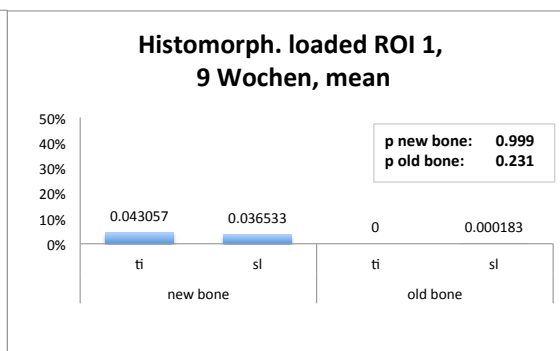 Histomorph. loaded ROI 1,
9 Wochen, mean
50%
40%
30%
20%
10%
0%
p new bone: 0.999
p old bone: 0.231
0.043057 0.036533 0 0.000183
ti sl ti sl
new bone old bone